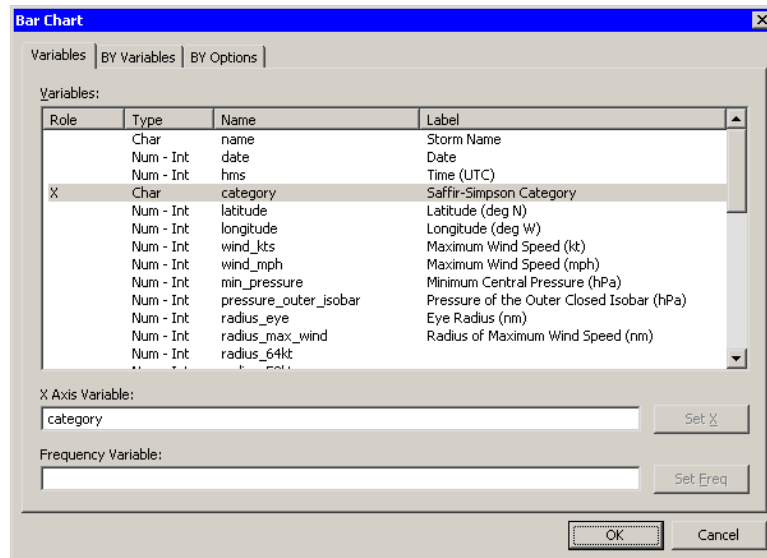 Bar Chart
Variables BY Variables BY Options
Variables:
Role Type Name Label
Char name Storm Name
Num - Int date Date
Num - Int hms Time (UTC)
X Char category Saffir-Simpson Category
Num - Int latitude Latitude (deg N)
Num - Int longitude Longitude (deg W)
Num - Int wind_kts Maximum Wind Speed (kt)
Num - Int wind_mph Maximum Wind Speed (mph)
Num - Int min_pressure Minimum Central Pressure (hPa)
Num - Int pressure_outer_isobar Pressure of the Outer Closed Isobar (hPa)
Num - Int radius_eye Eye Radius (nm)
Num - Int radius_max_wind Radius of Maximum Wind Speed (nm)
Num - Int radius_64kt
X Axis Variable:
category Set X
Frequency Variable:
Set Freq
OK Cancel